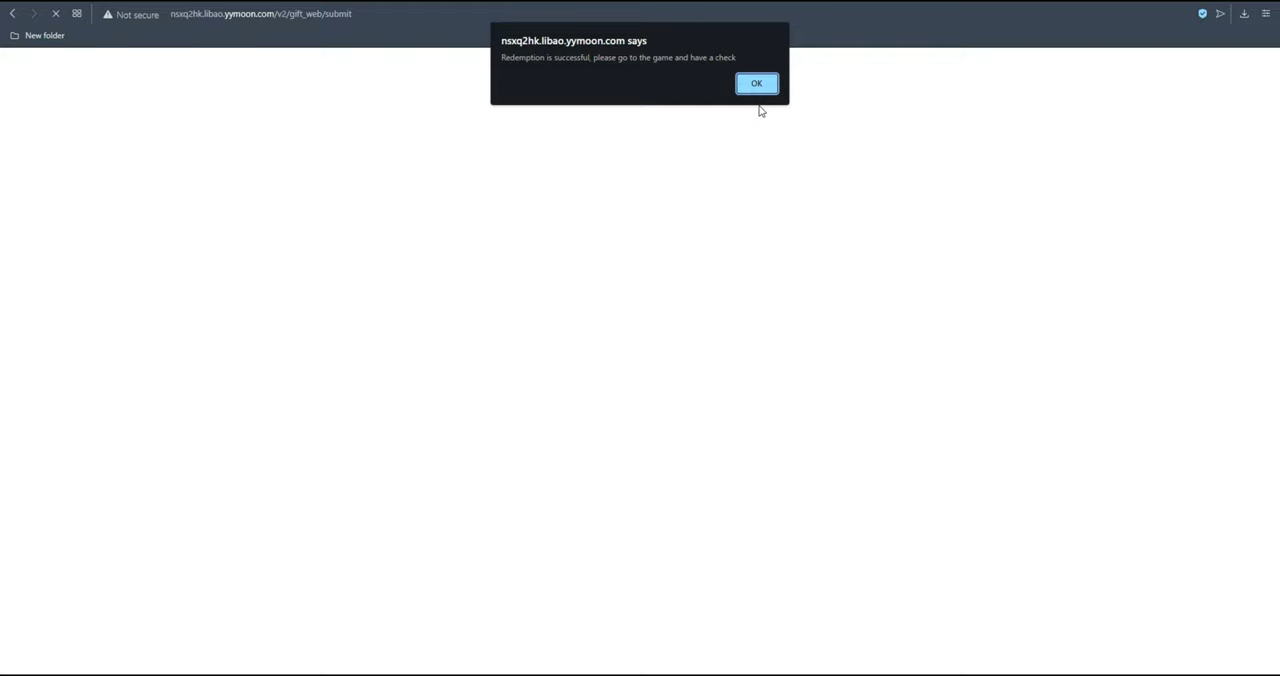 Not secure nsxq2hk.libao.yymoon.com/v2/gift_web/submit
New folder
nsxq2hk.libao.yymoon.com says
Redemption is successful, please go to the game and have a check
OK